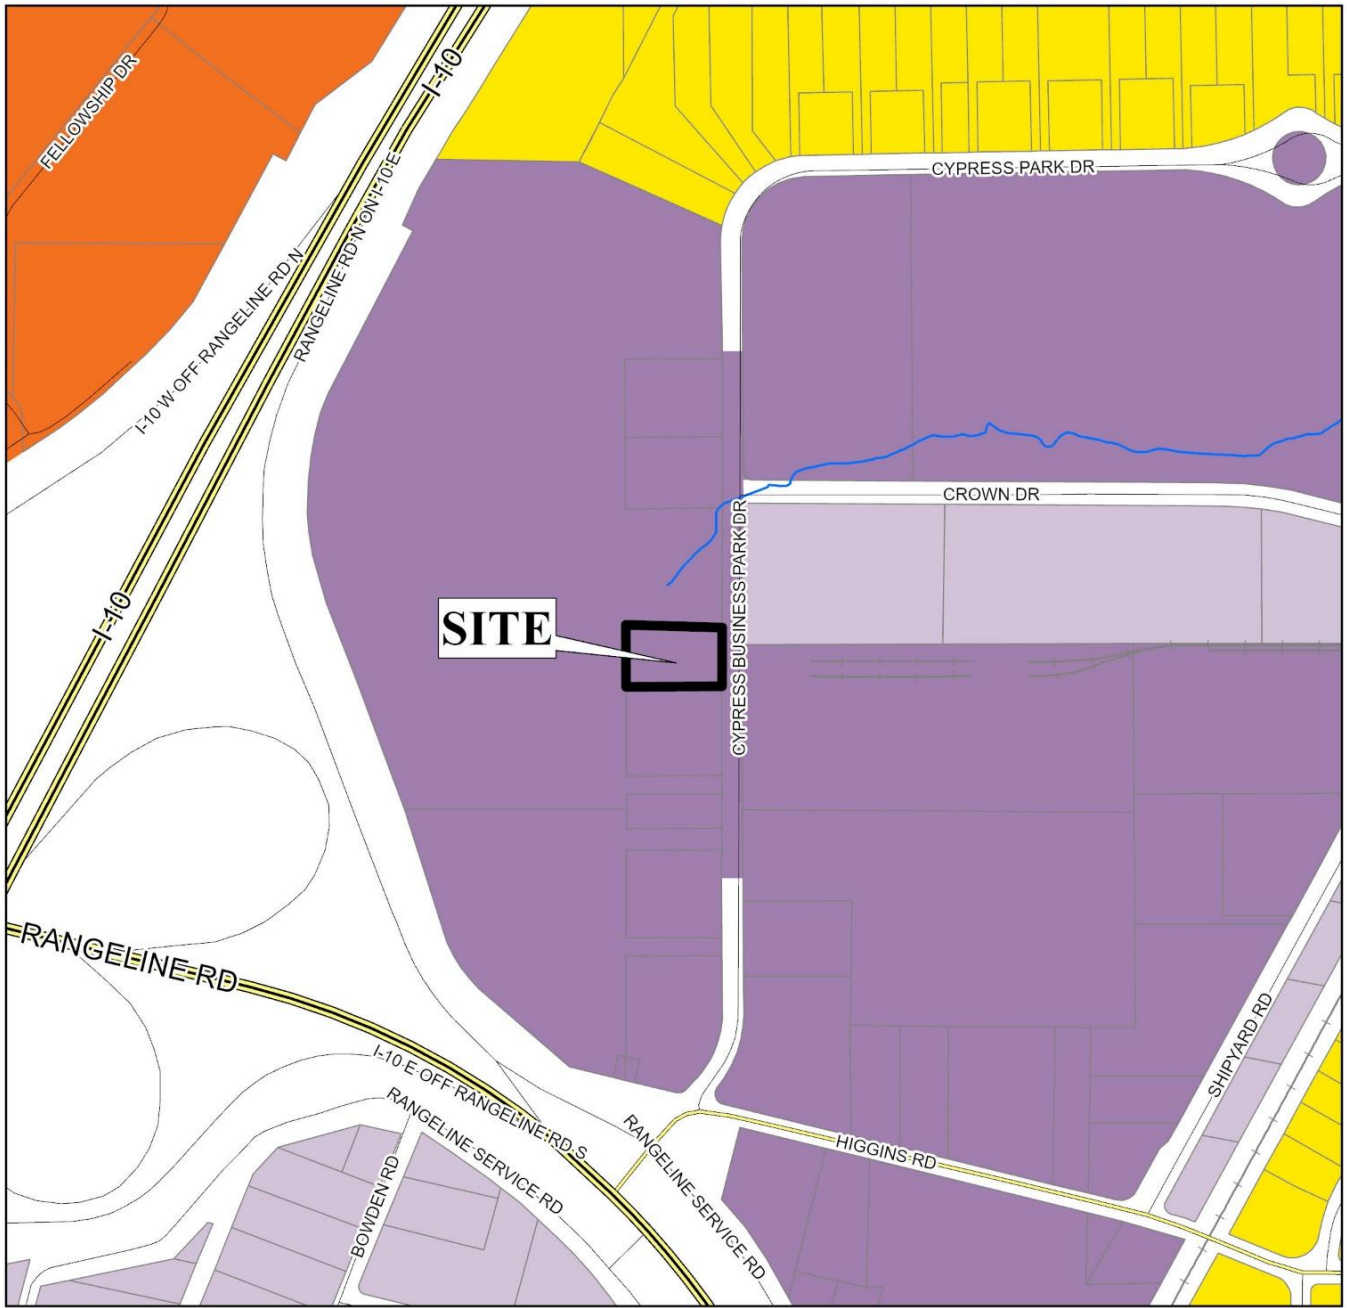 FELLOWSHIP DR
I-10
CYPRESS PARK DR
RANGELINE RD N ON I-10 E
I-10 W OFF RANGELINE RD N
CROWN DR
I-10
SITE
CYPRESS BUSINESS PARK DR
RANGELINE RD
SHIPYARD RD
I-10 E OFF RANGELINE RD S
RANGELINE SERVICE RD
RANGELINE SERVICE RD
HIGGINS RD
BOWDEN RD